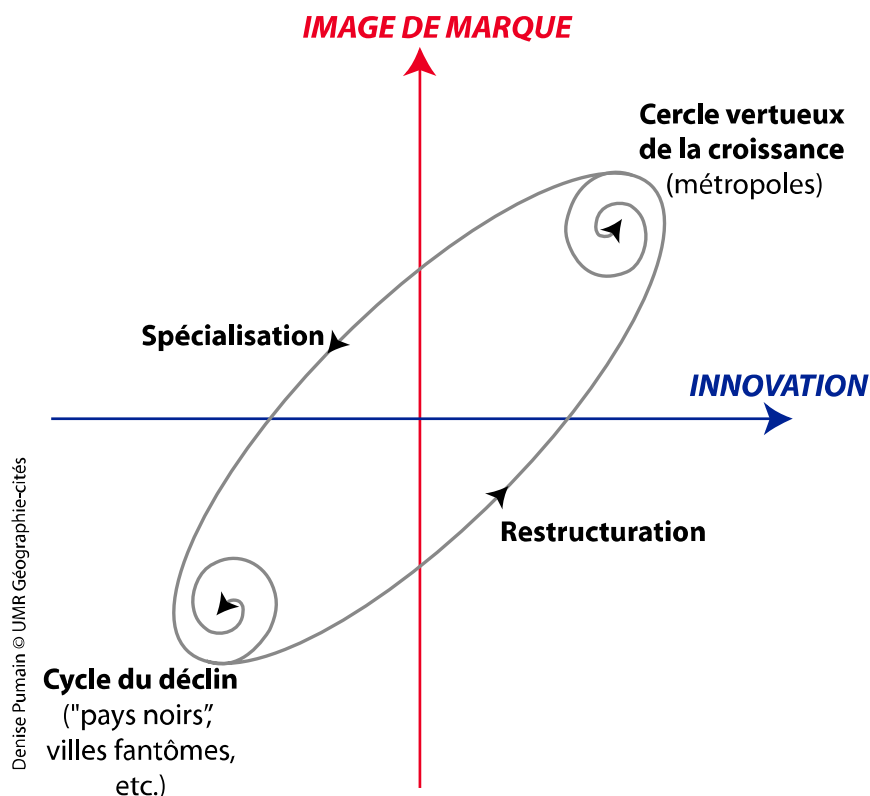 IMAGE DE MARQUE
Cercle vertueux
de la croissance
(métropoles)
Spécialisation
INNOVATION
Restructuration
Cycle du déclin
("pays noirs",
villes fantômes,
etc.)
Denise Pumain © UMR Géographie-cités